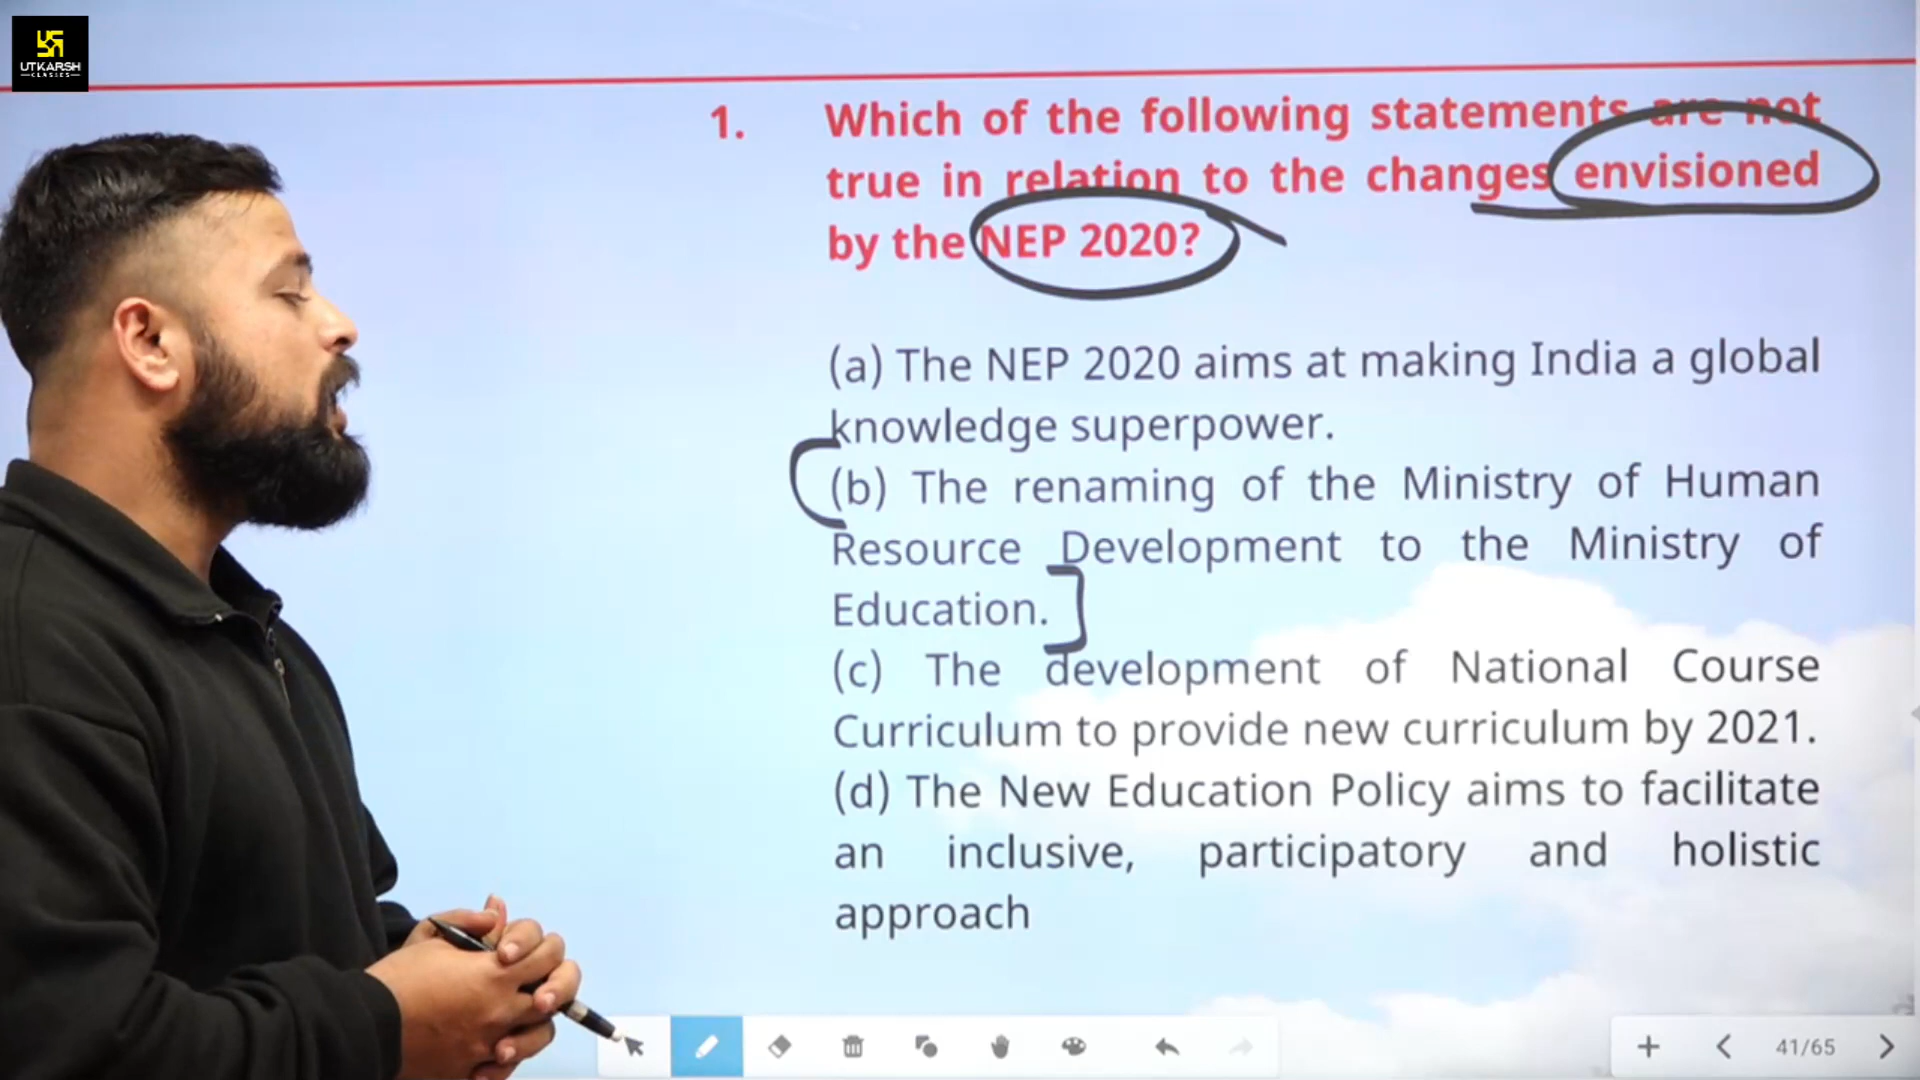 UTKARSH
CLASSES
1. Which of the following statements are not
true in relation to the changes envisioned
by the NEP 2020?
(a) The NEP 2020 aims at making India a global
knowledge superpower.
(b) The renaming of the Ministry of Human
Resource Development to the Ministry of
Education.
(c) The development of National Course
Curriculum to provide new curriculum by 2021.
(d) The New Education Policy aims to facilitate
an inclusive, participatory and holistic
approach
41/65